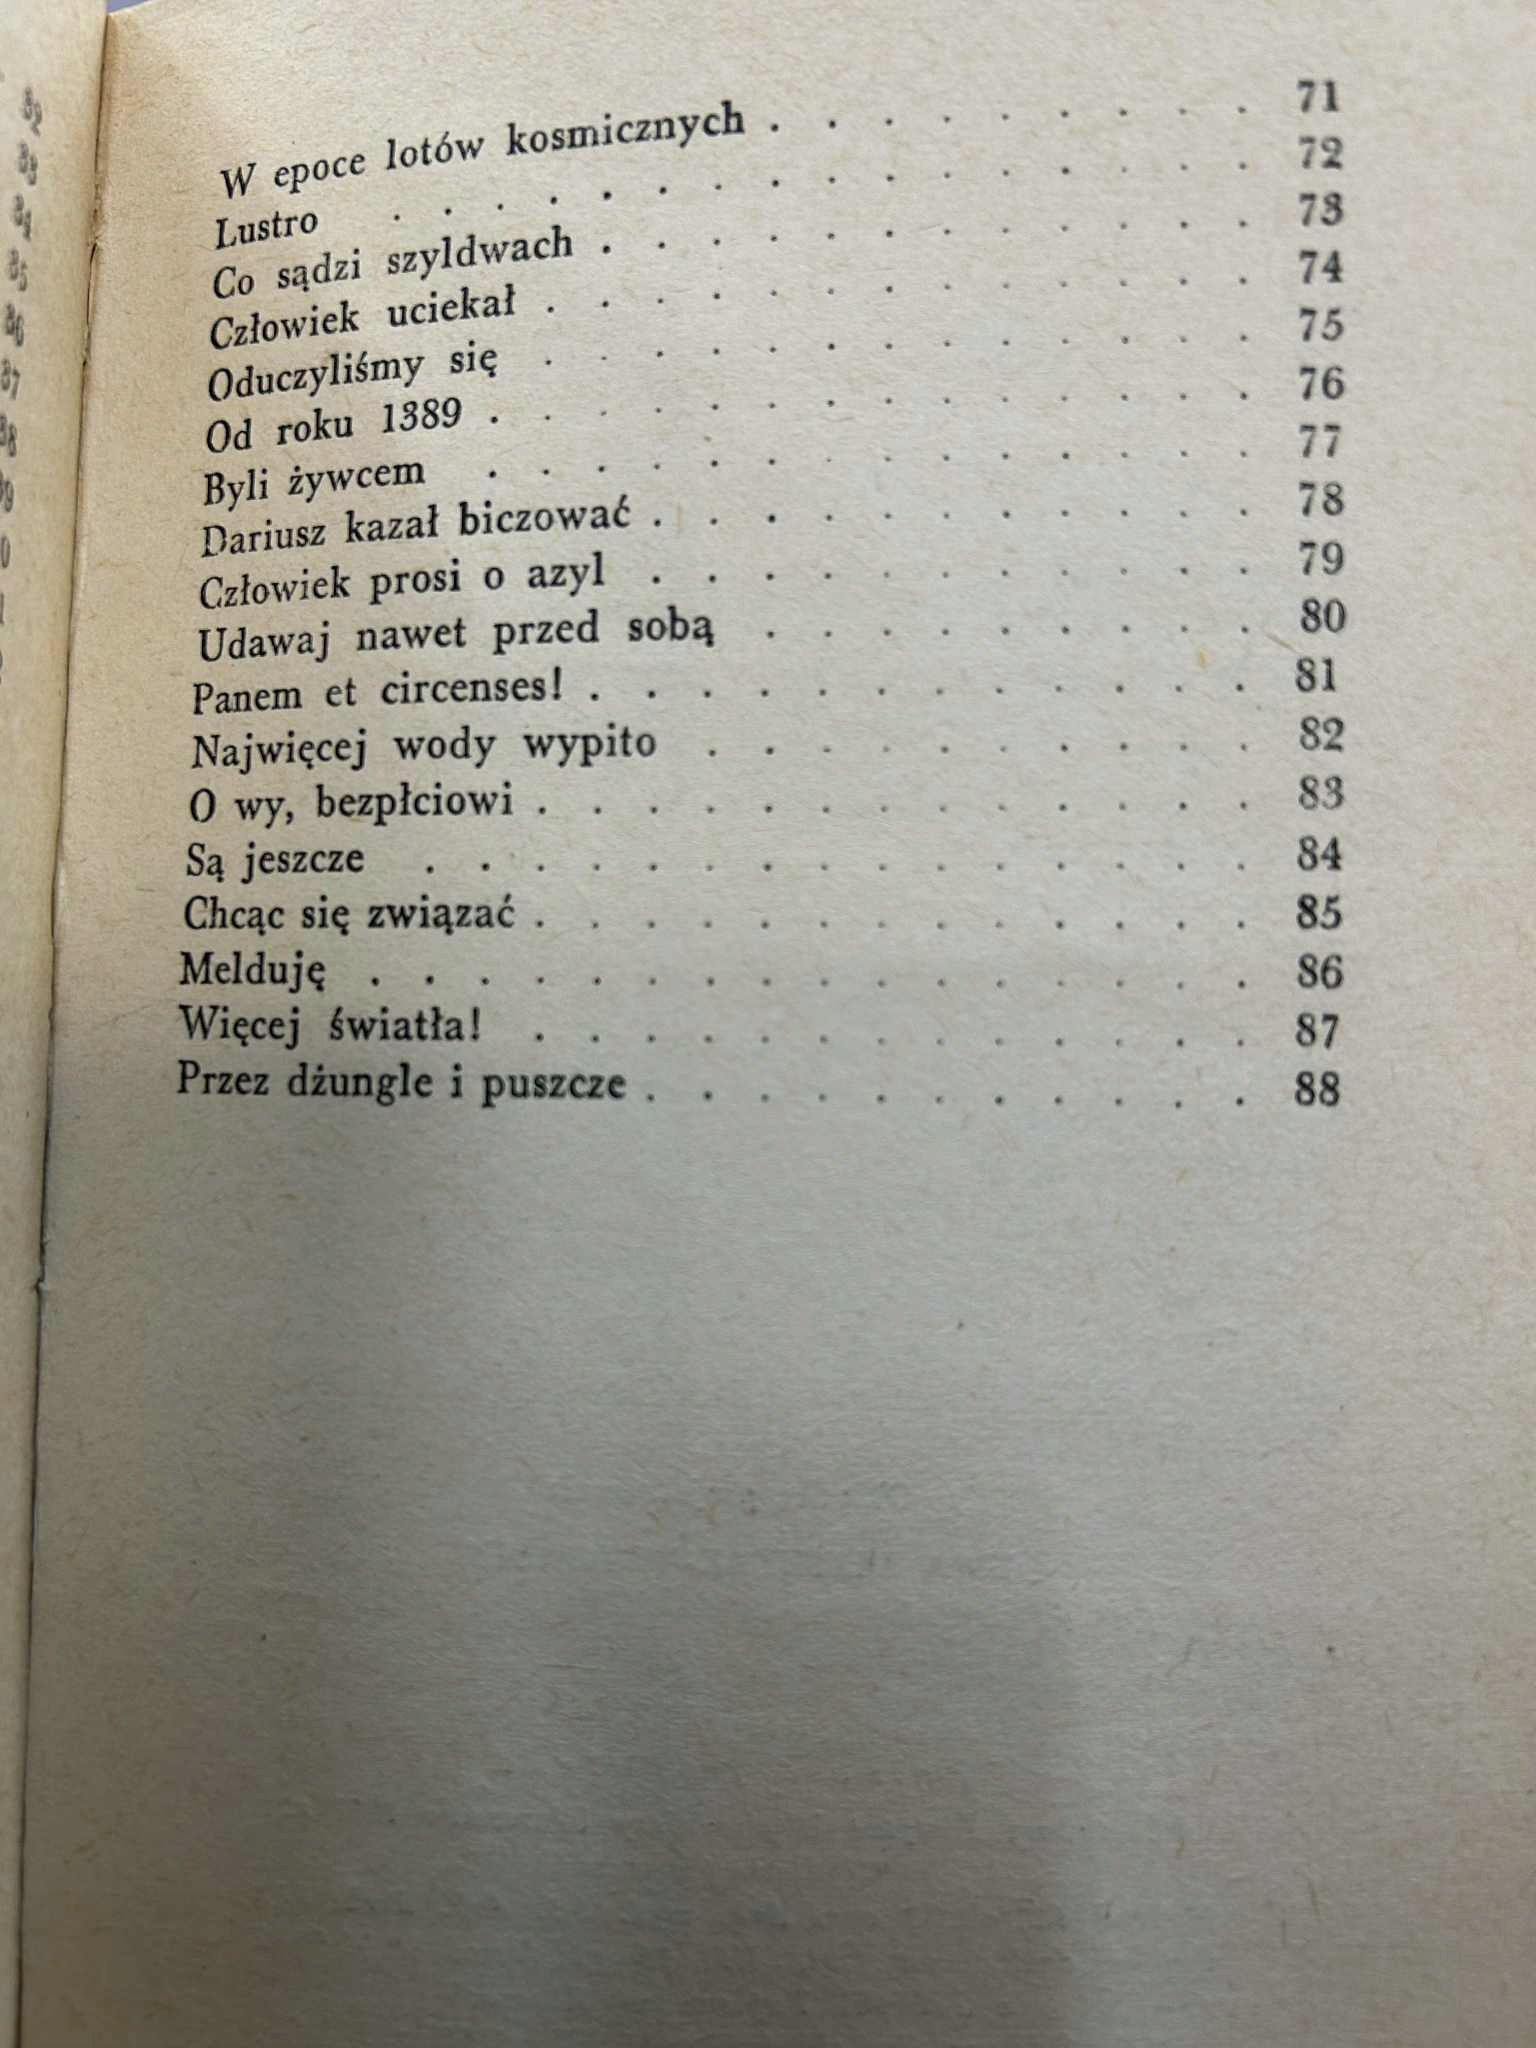 W epoce lotów kosmicznych . . . . . . . . . 71
Lustro . . . . . . . . . . . . . . . . 72
Co sądzi szyldwach . . . . . . . . . . . . 73
Człowiek uciekał . . . . . . . . . . . . . 74
Oduczyliśmy się . . . . . . . . . . . . . 75
Od roku 1389 . . . . . . . . . . . . . . 76
Byli żywcem . . . . . . . . . . . . . . 77
Dariusz kazał biczować . . . . . . . . . . . 78
Człowiek prosi o azyl . . . . . . . . . . . 79
Udawaj nawet przed sobą . . . . . . . . . 80
Panem et circenses! . . . . . . . . . . . . 81
Najwięcej wody wypito . . . . . . . . . . 82
O wy, bezpłciowi . . . . . . . . . . . . . 83
Są jeszcze . . . . . . . . . . . . . . . 84
Chcąc się związać . . . . . . . . . . . . . 85
Melduję . . . . . . . . . . . . . . . . 86
Więcej światła! . . . . . . . . . . . . . 87
Przez dżungle i puszcze . . . . . . . . . . . 88